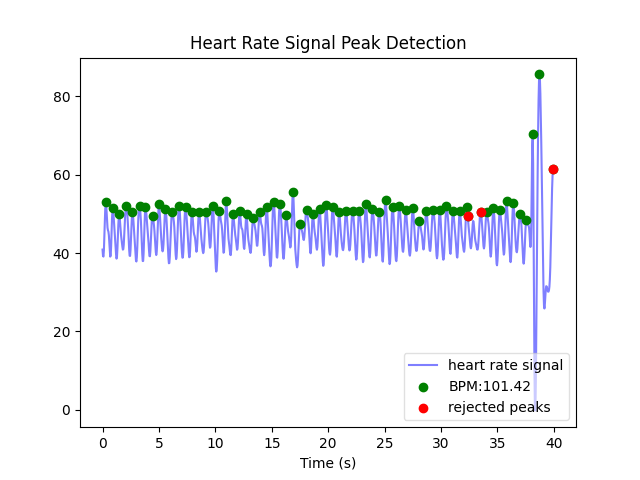 Heart Rate Signal Peak Detection
80
60
40
20
0
heart rate signal
BPM:101.42
rejected peaks
0 5 10 15 20 25 30 35 40
Time (s)